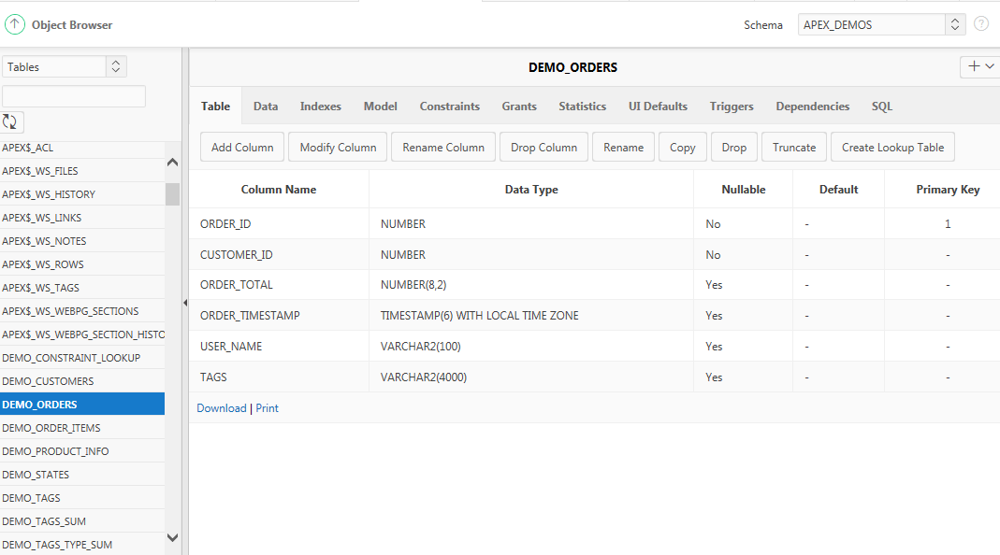 Object Browser
Schema APEX_DEMOS ?
Tables
DEMO_ORDERS
Table Data Indexes Model Constraints Grants Statistics UI Defaults Triggers Dependencies SQL
Add Column Modify Column Rename Column Drop Column Rename Copy Drop Truncate Create Lookup Table
APEX$_ACL
APEX$_WS_FILES
APEX$_WS_HISTORY
APEX$_WS_LINKS
APEX$_WS_NOTES
APEX$_WS_ROWS
APEX$_WS_TAGS
APEX$_WS_WEBPG_SECTIONS
APEX$_WS_WEBPG_SECTION_HISTO
DEMO_CONSTRAINT_LOOKUP
DEMO_CUSTOMERS
DEMO_ORDERS
DEMO_ORDER_ITEMS
DEMO_PRODUCT_INFO
DEMO_STATES
DEMO_TAGS
DEMO_TAGS_SUM
DEMO_TAGS_TYPE_SUM
Column Name Data Type Nullable Default Primary Key
ORDER_ID NUMBER No - 1
CUSTOMER_ID NUMBER No - -
ORDER_TOTAL NUMBER(8,2) Yes - -
ORDER_TIMESTAMP TIMESTAMP(6) WITH LOCAL TIME ZONE Yes - -
USER_NAME VARCHAR2(100) Yes - -
TAGS VARCHAR2(4000) Yes - -
Download | Print